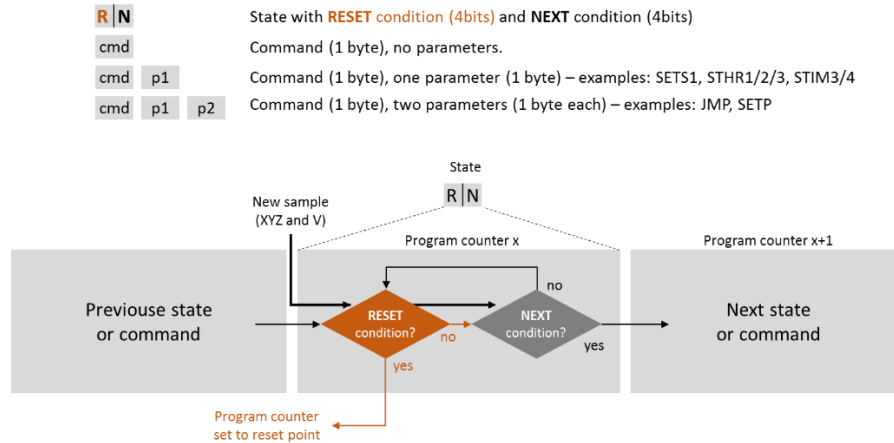 R|N State with RESET condition (4bits) and NEXT condition (4bits)
cmd Command (1 byte), no parameters.
cmd p1 Command (1 byte), one parameter (1 byte) – examples: SETS1, STHR1/2/3, STIM3/4
cmd p1 p2 Command (1 byte), two parameters (1 byte each) – examples: JMP, SETP
State
R|N
New sample
(XYZ and V)
Program counter x
Program counter x+1
Previouse state
or command
RESET
condition?
no
yes
NEXT
condition?
no
yes
Next state
or command
Program counter
set to reset point